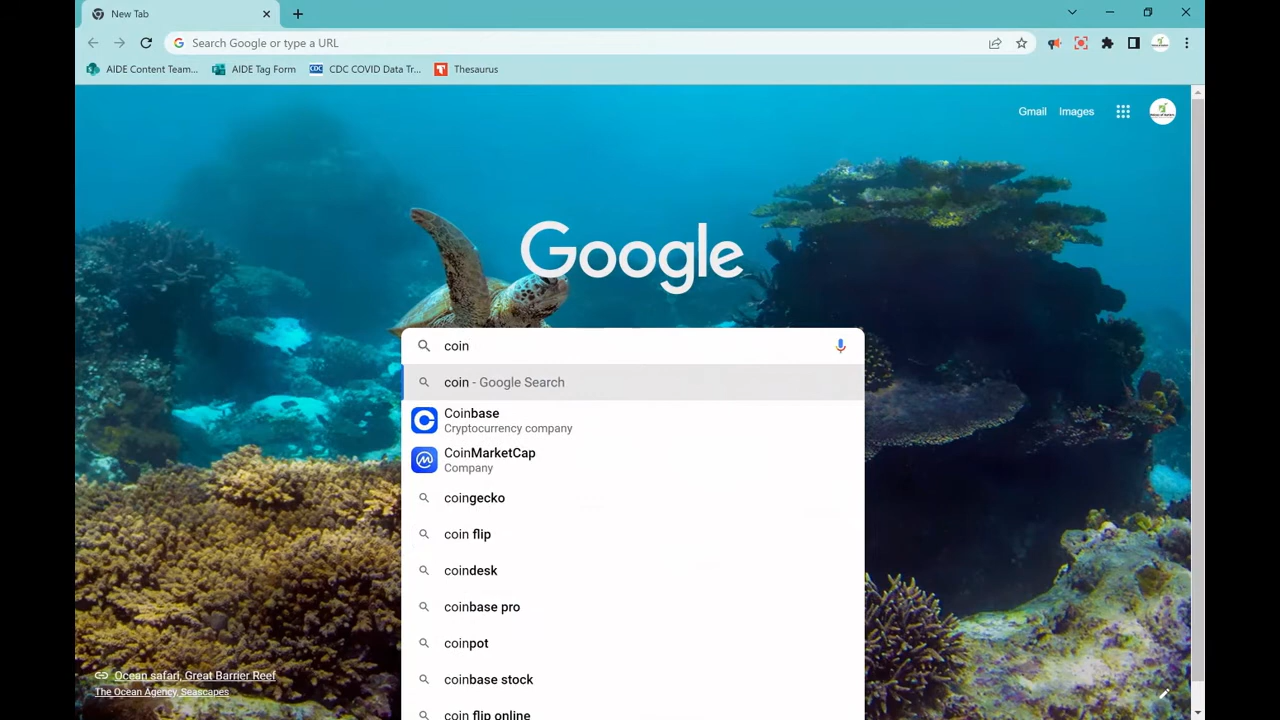 New Tab
Search Google or type a URL
AIDE Content Team... AIDE Tag Form CDC CDC COVID Data Tr... T Thesaurus
Gmail Images
Google
coin
coin - Google Search
Coinbase
Cryptocurrency company
CoinMarketCap
Company
coingecko
coin flip
coindesk
coinbase pro
coinpot
coinbase stock
coin flip online
Ocean safari, Great Barrier Reef
The Ocean Agency, Seascapes